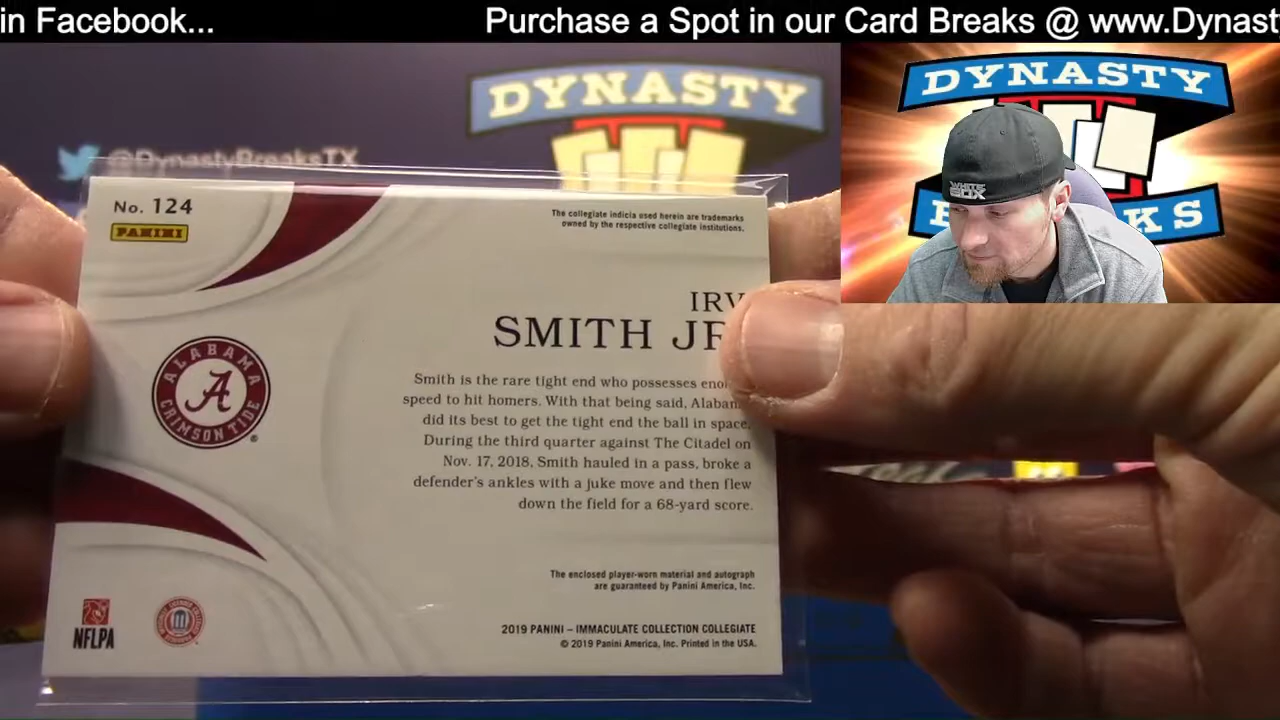 in Facebook... Purchase a Spot in our Card Breaks @ www.Dynast
DYNASTY
@DynastyBreaksTX
DYNASTY
WHITE
SOX
B KS
No. 124
PANINI
The collegiate indicia used herein are trademarks
owned by the respective collegiate institutions.
IRV
SMITH JR
ALABAMA
A
CRIMSON TIDE
®
Smith is the rare tight end who possesses eno
speed to hit homers. With that being said, Alabam
did its best to get the tight end the ball in space.
During the third quarter against The Citadel on
Nov. 17, 2018, Smith hauled in a pass, broke a
defender's ankles with a juke move and then flew
down the field for a 68-yard score.
The enclosed player-worn material and autograph
are guaranteed by Panini America, Inc.
NFLPA
2019 PANINI – IMMACULATE COLLECTION COLLEGIATE
© 2019 Panini America, Inc. Printed in the USA.